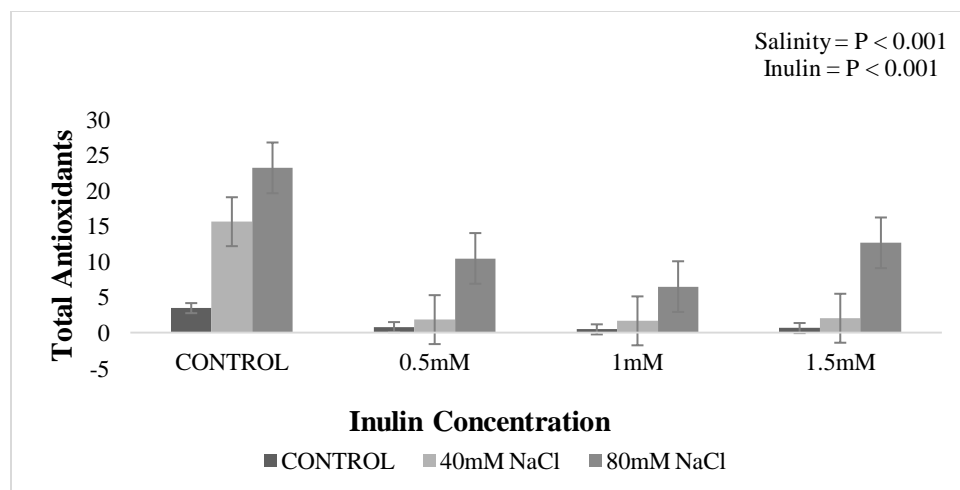 Salinity = P < 0.001
Inulin = P < 0.001
Total Antioxidants
30
25
20
15
10
5
0
-5
CONTROL 0.5mM 1mM 1.5mM
Inulin Concentration
CONTROL 40mM NaCl 80mM NaCl